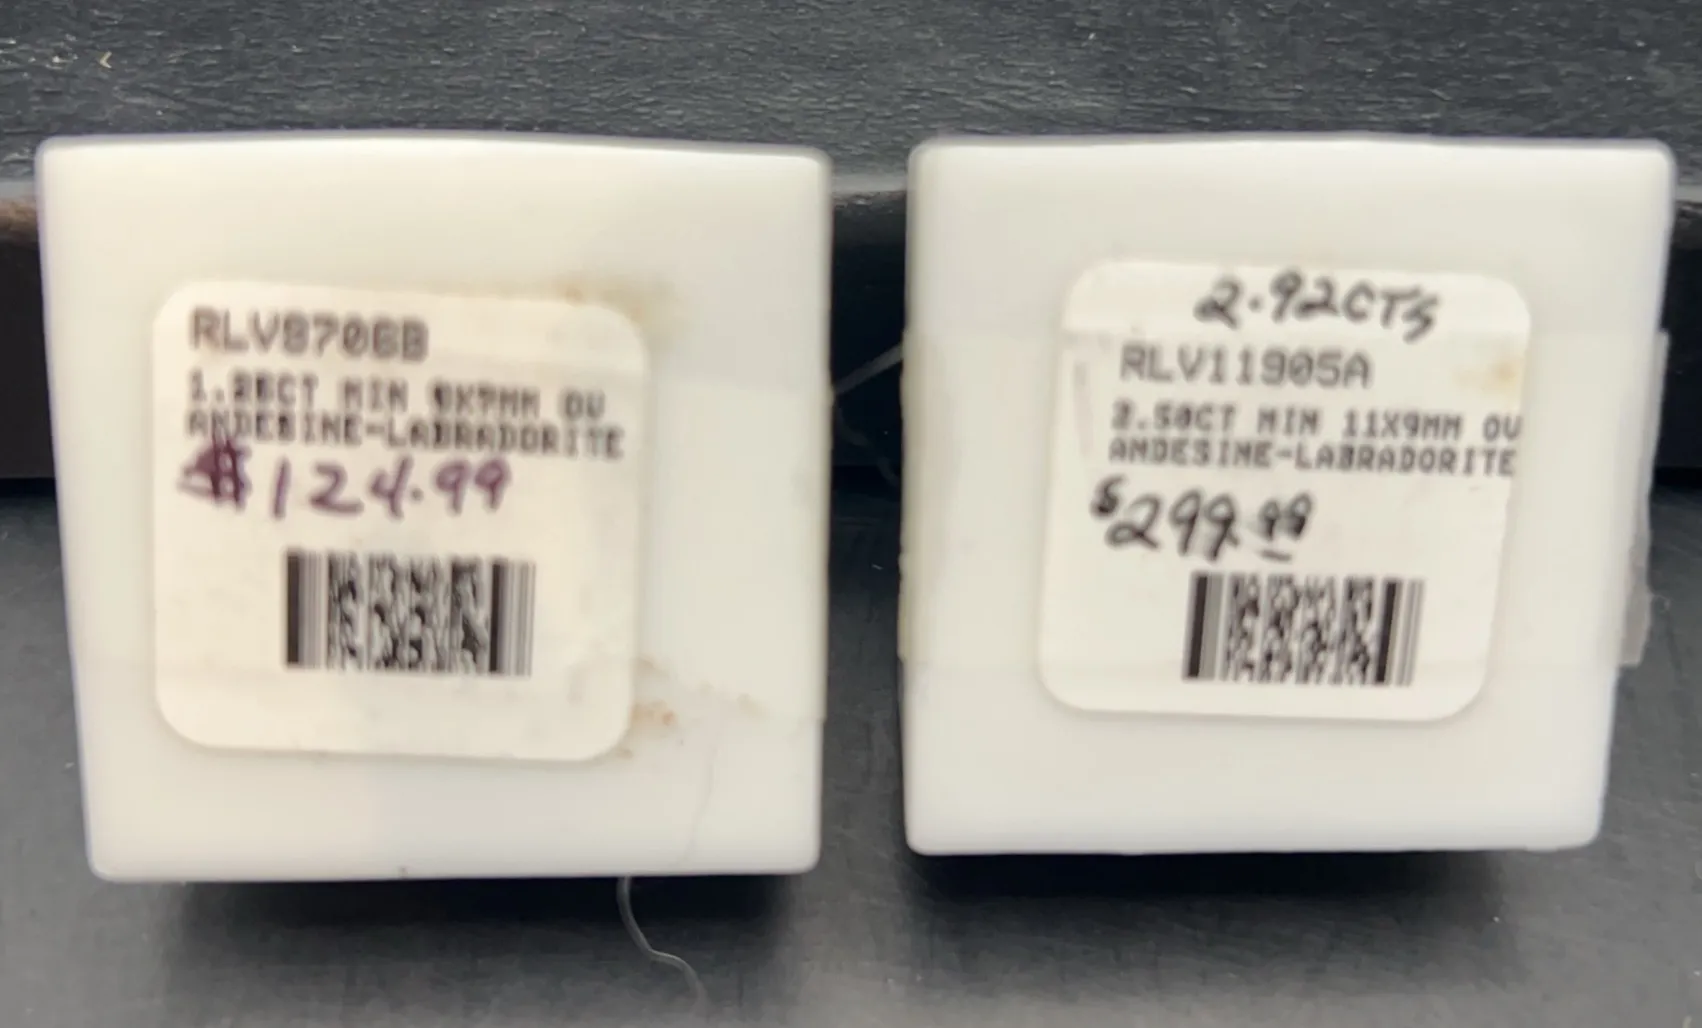 RLV8706B
1.25CT MIN 9X7MM OV
ANDESINE-LABRADORITE
$124.99
2.92CTS
RLV11905A
2.50CT MIN 11X9MM OV
ANDESINE-LABRADORITE
$299.99